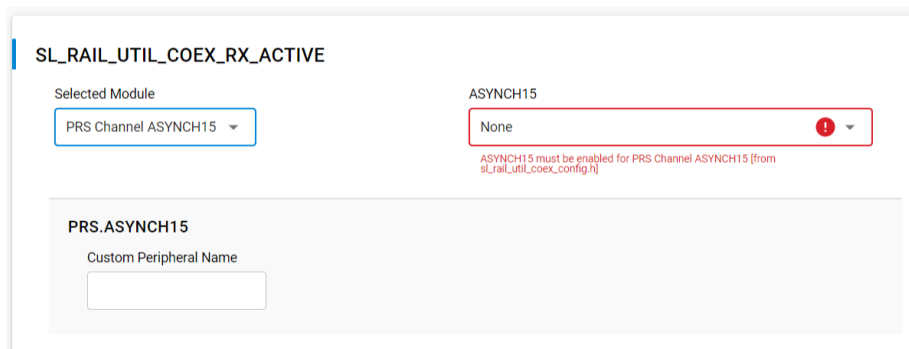 SL_RAIL_UTIL_COEX_RX_ACTIVE
Selected Module
PRS Channel ASYNCH15
ASYNCH15
None
ASYNCH15 must be enabled for PRS Channel ASYNCH15 [from
sl_rail_util_coex_config.h]
PRS.ASYNCH15
Custom Peripheral Name